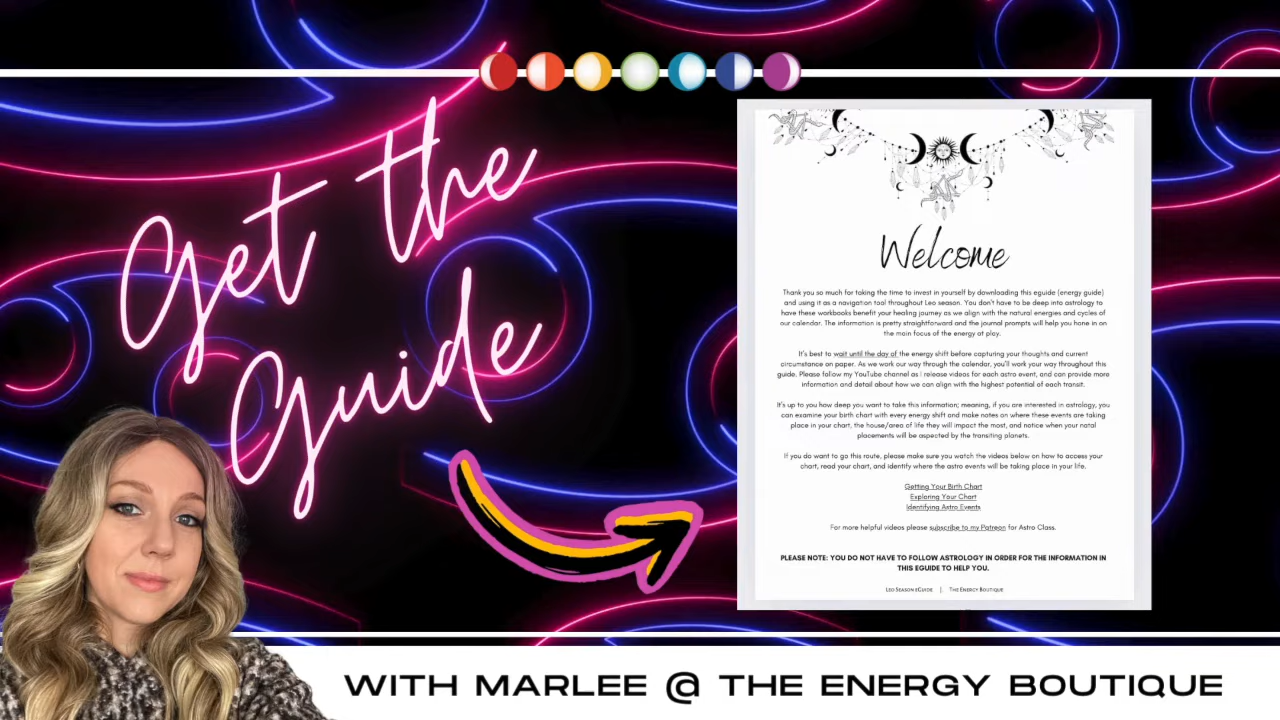 Get the
Guide
Welcome
Thank you so much for taking the time to invest in yourself by downloading this eguide (energy guide)
and using it as a navigation tool throughout Leo season. You don't have to be deep into astrology to
have these workbooks benefit your healing journey as we align with the natural energies and cycles of
our calendar. The information is pretty straightforward and the journal prompts will help you hone in on
the main focus of the energy at play.
It's best to wait until the day of the energy shift before capturing your thoughts and current
circumstance on paper. As we work our way through the calendar, you'll work your way throughout this
guide. Please follow my YouTube channel as I release videos for each astro event, and can provide more
information and detail about how we can align with the highest potential of each transit.
It's up to you how deep you want to take this information; meaning, if you are interested in astrology, you
can examine your birth chart with every energy shift and make notes on where these events are taking
place in your chart, the house/area of life they will impact the most, and notice when your natal
placements will be aspected by the transiting planets.
If you do want to go this route, please make sure you watch the videos below on how to access your
chart, read your chart, and identify where the astro events will be taking place in your life.
Getting Your Birth Chart
Exploring Your Chart
Identifying Astro Events
For more helpful videos please subscribe to my Patreon for Astro Class.
PLEASE NOTE: YOU DO NOT HAVE TO FOLLOW ASTROLOGY IN ORDER FOR THE INFORMATION IN
THIS EGUIDE TO HELP YOU.
Leo Season eGuide | The Energy Boutique
WITH MARLEE @ THE ENERGY BOUTIQUE